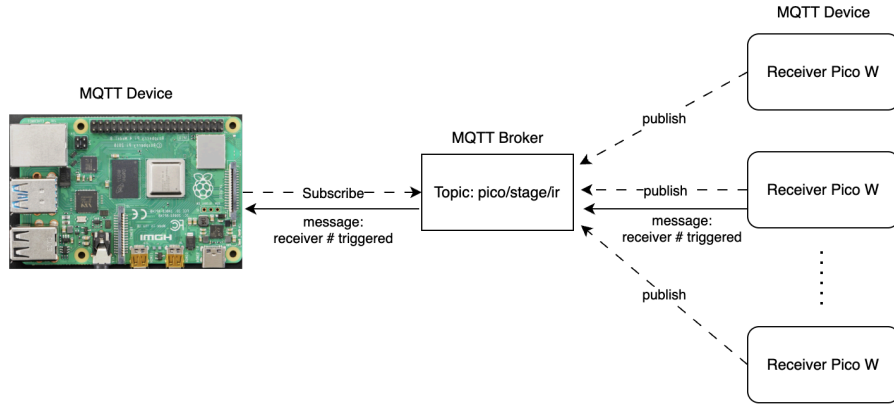 MQTT Device
MQTT Device
Receiver Pico W
publish
MQTT Broker
Topic: pico/stage/ir
Subscribe
message:
receiver # triggered
publish
message:
receiver # triggered
Receiver Pico W
publish
Receiver Pico W